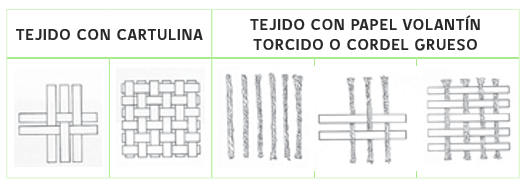 TEJIDO CON CARTULINA
TEJIDO CON PAPEL VOLANTÍN
TORCIDO O CORDEL GRUESO